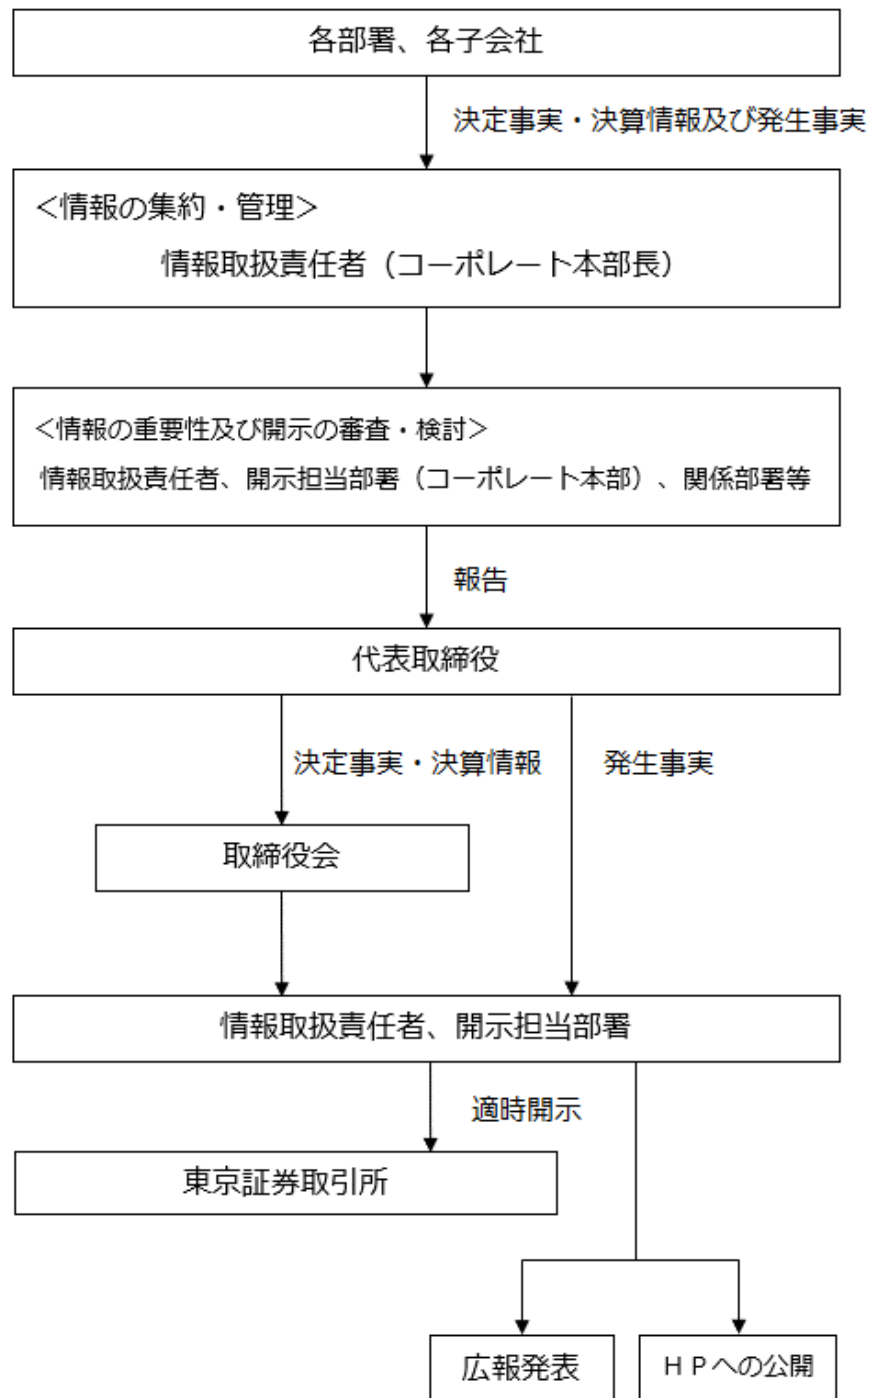 各部署、各子会社
決定事実・決算情報及び発生事実
＜情報の集約・管理＞
情報取扱責任者（コーポレート本部長）
＜情報の重要性及び開示の審査・検討＞
情報取扱責任者、開示担当部署（コーポレート本部）、関係部署等
報告
代表取締役
決定事実・決算情報
発生事実
取締役会
情報取扱責任者、開示担当部署
適時開示
東京証券取引所
広報発表
ＨＰへの公開